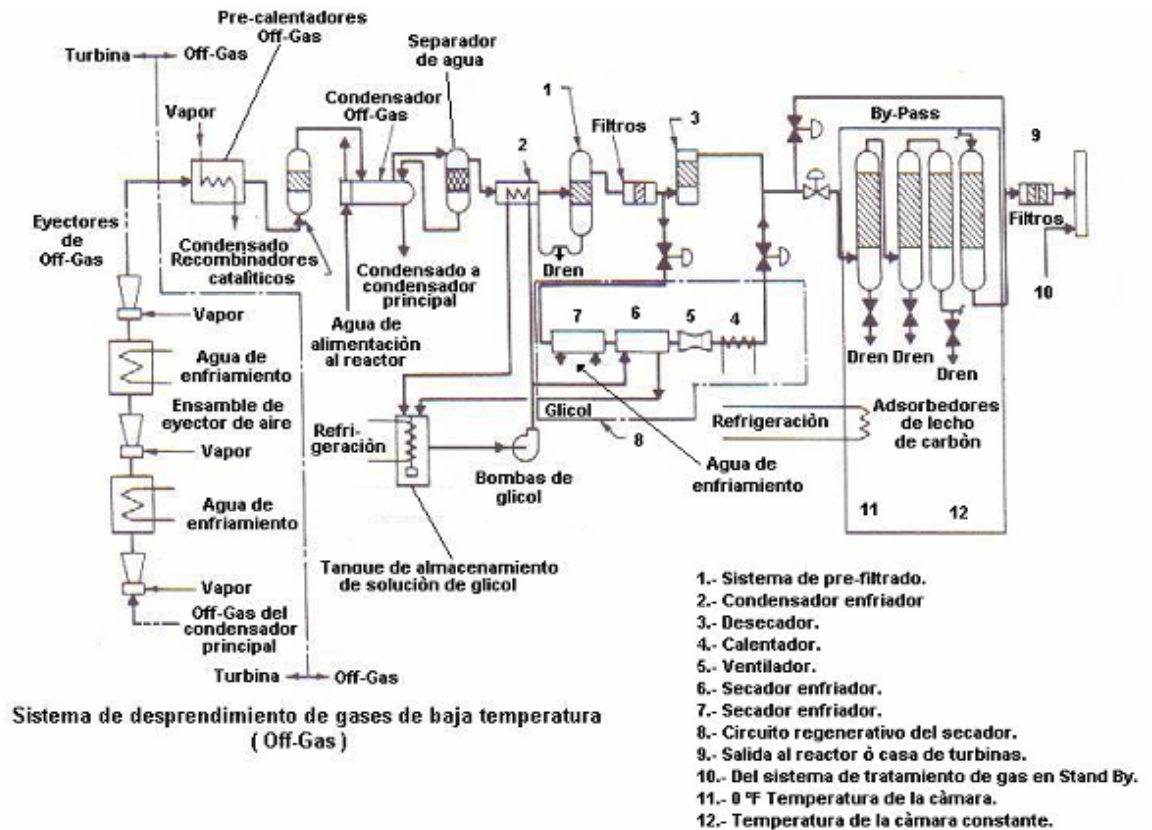 Pre-calentadores
Off-Gas
Turbina
Off-Gas
Separador
de agua
Vapor
Condensador
Off-Gas
1
Filtros
3
2
By-Pass
9
Eyectores
de
Off-Gas
Condensado
Recombinadores
catalíticos
Condensado a
condensador
principal
Dren
Filtros
10
Vapor
Agua de
alimentación
al reactor
7
6
5
4
Agua de
enfriamiento
Dren
Dren
Dren
Ensamble de
eyector de aire
Glicol
Refri-
geración
8
Refrigeración
Adsorbedores
de lecho
de carbòn
Vapor
Bombas de
glicol
Agua de
enfriamiento
Agua de
enfriamiento
11
12
Tanque de almacenamiento
de soluciòn de glicol
Vapor
Off-Gas del
condensador
principal
Turbina
Off-Gas
Sistema de desprendimiento de gases de baja temperatura
( Off-Gas )
1.- Sistema de pre-filtrado.
2.- Condensador enfriador
3.- Desecador.
4.- Calentador.
5.- Ventilador.
6.- Secador enfriador.
7.- Secador enfriador.
8.- Circuito regenerativo del secador.
9.- Salida al reactor ò casa de turbinas.
10.- Del sistema de tratamiento de gas en Stand By.
11.- 0 ºF Temperatura de la càmara.
12.- Temperatura de la càmara constante.